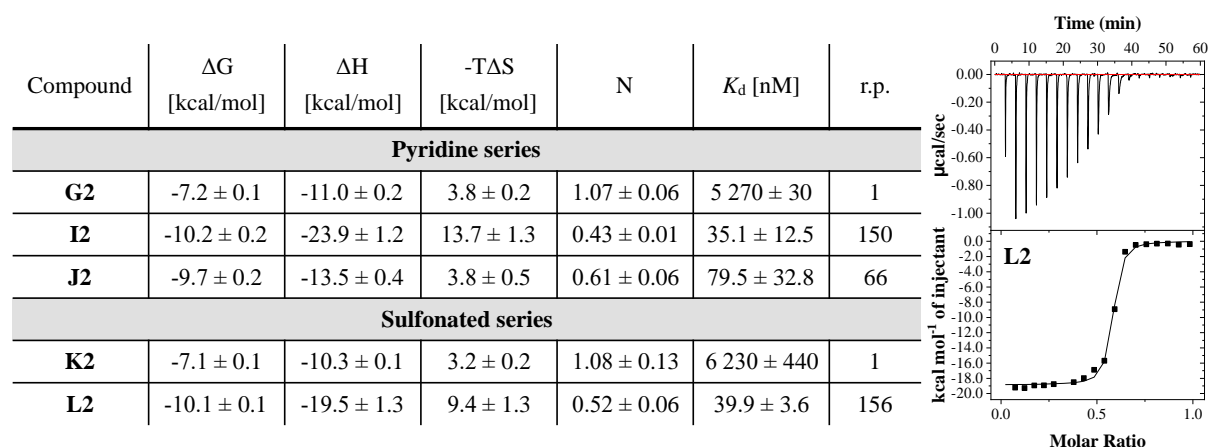 Compound ΔG [kcal/mol] ΔH [kcal/mol] -TΔS [kcal/mol] N Kd [nM] r.p.
Pyridine series
G2 -7.2 ± 0.1 -11.0 ± 0.2 3.8 ± 0.2 1.07 ± 0.06 5 270 ± 30 1
I2 -10.2 ± 0.2 -23.9 ± 1.2 13.7 ± 1.3 0.43 ± 0.01 35.1 ± 12.5 150
J2 -9.7 ± 0.2 -13.5 ± 0.4 3.8 ± 0.5 0.61 ± 0.06 79.5 ± 32.8 66
Sulfonated series
K2 -7.1 ± 0.1 -10.3 ± 0.1 3.2 ± 0.2 1.08 ± 0.13 6 230 ± 440 1
L2 -10.1 ± 0.1 -19.5 ± 1.3 9.4 ± 1.3 0.52 ± 0.06 39.9 ± 3.6 156
Time (min)
0 10 20 30 40 50 60
0.00
-0.20
-0.40
-0.60
-0.80
-1.00
µcal/sec
0.0
-2.0
-4.0
-6.0
-8.0
-10.0
-12.0
-14.0
-16.0
-18.0
-20.0
kcal mol-1 of injectant
L2
0.0 0.5 1.0
Molar Ratio